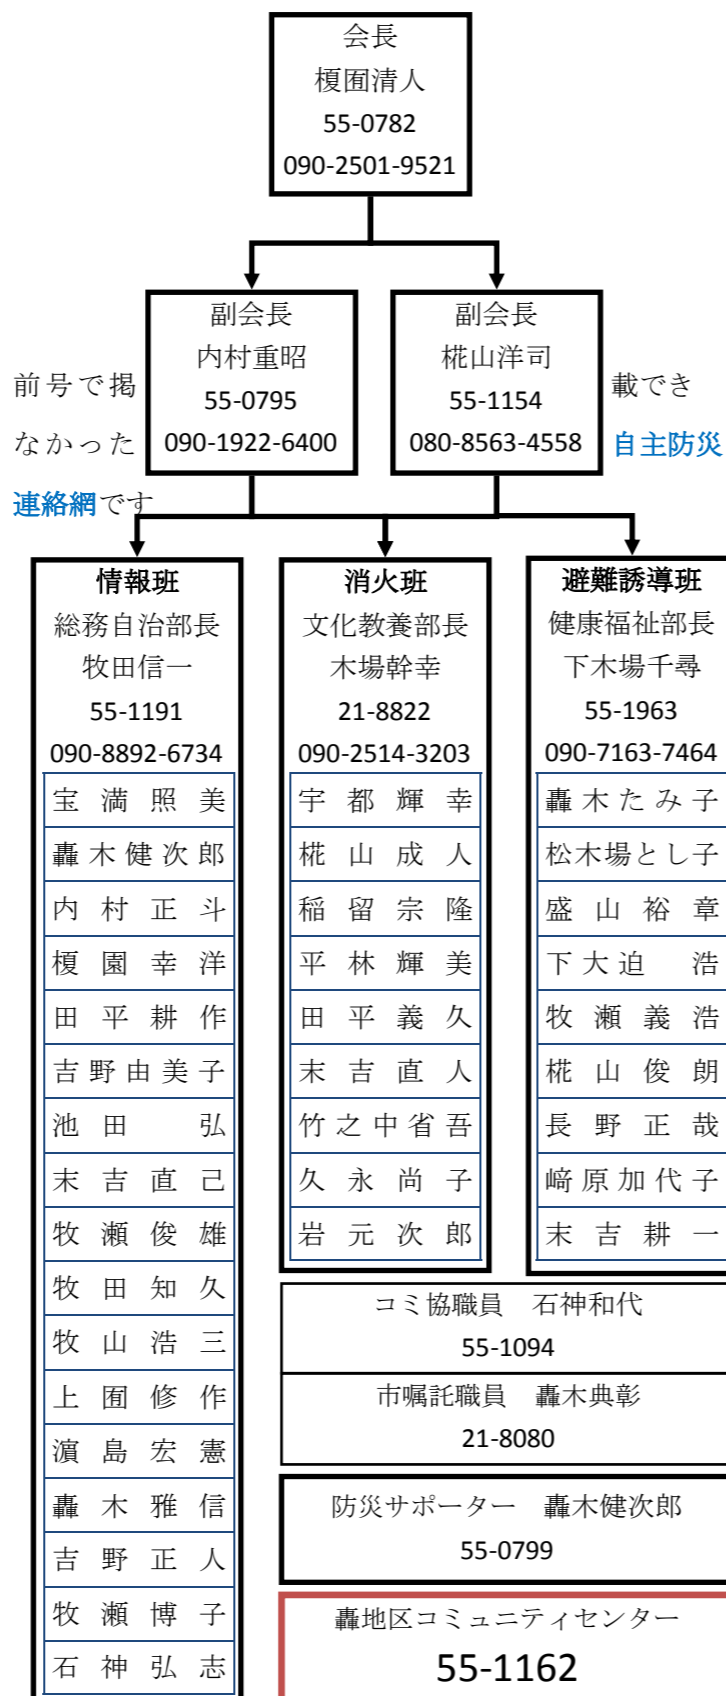 会長
榎囿清人
55-0782
090-2501-9521
副会長
内村重昭
55-0795
090-1922-6400
副会長
椛山洋司
55-1154
080-8563-4558
前号で掲　載でき
なかった　自主防災
連絡網です
情報班
総務自治部長
牧田信一
55-1191
090-8892-6734
宝満照美
轟木健次郎
内村正斗
榎園幸洋
田平耕作
吉野由美子
池田　弘
末吉直己
牧瀬俊雄
牧田知久
牧山浩三
上囿修作
濵島宏憲
轟木雅信
吉野正人
牧瀬博子
石神弘志
消火班
文化教養部長
木場幹幸
21-8822
090-2514-3203
宇都輝幸
椛山成人
稲留宗隆
平林輝美
田平義久
末吉直人
竹之中省吾
久永尚子
岩元次郎
避難誘導班
健康福祉部長
下木場千尋
55-1963
090-7163-7464
轟木たみ子
松木場とし子
盛山裕章
下大迫　浩
牧瀬義浩
椛山俊朗
長野正哉
﨑原加代子
末吉耕一
コミ協職員　石神和代
55-1094
市嘱託職員　轟木典彰
21-8080
防災サポーター　轟木健次郎
55-0799
轟地区コミュニティセンター
55-1162